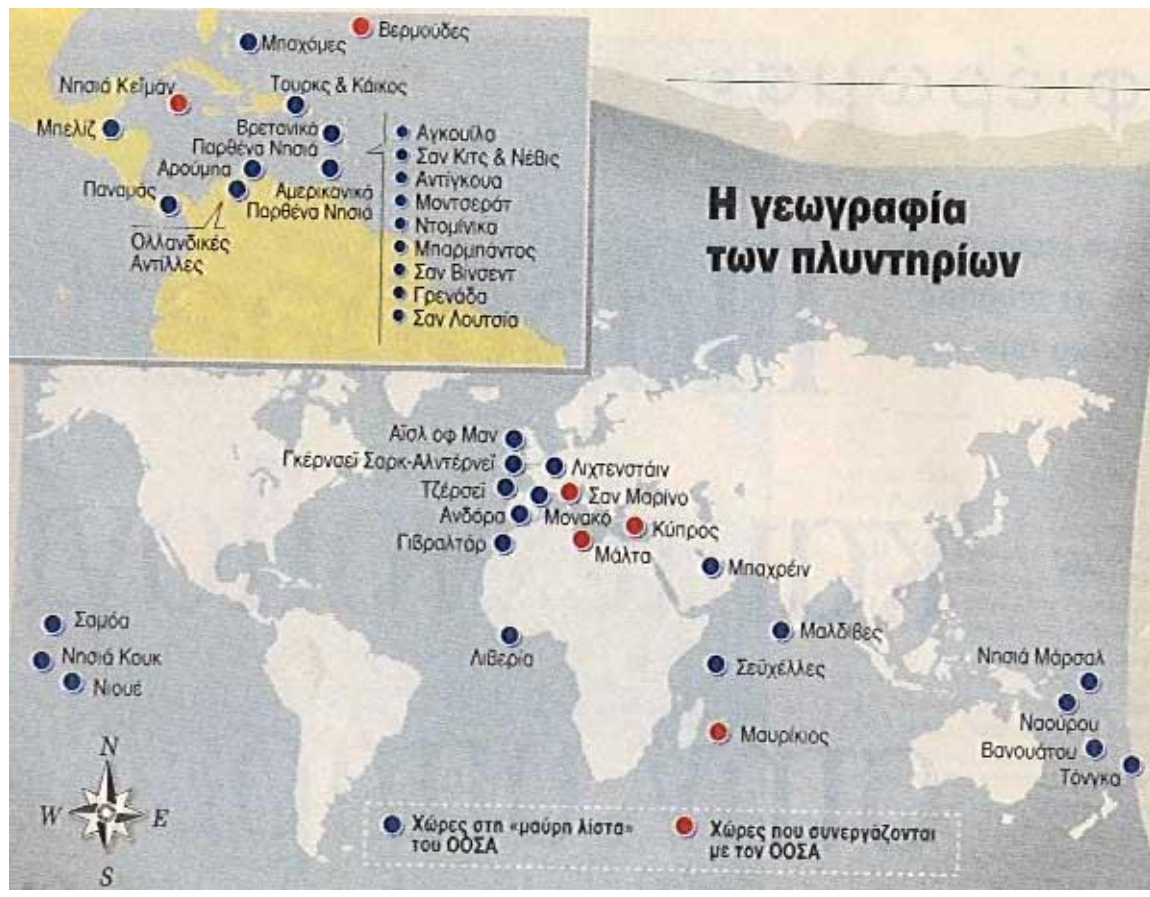 Βερμούδες
Μπαχάμες
Νησιά Κεϊμάν
Τουρκς & Κάικος
Μπελίζ
Βρετανικά
Παρθένα Νησιά
Αρούμπα
Παναμάς
Αμερικανικά
Παρθένα Νησιά
Ολλανδικές
Αντίλλες
Αγκουίλα
Σαν Κιτς & Νέβις
Αντίγκουα
Μοντσεράτ
Ντομίνικα
Μπαρμπάντος
Σαν Βινσεντ
Γρενάδα
Σαν Λουτσία
Η γεωγραφία
των πλυντηρίων
Αϊσλ οφ Μαν
Γκέρνσεϊ Σαρκ-Αλντέρνεϊ
Λιχτενστάιν
Τζέρσεϊ
Σαν Μαρίνο
Ανδόρα
Μονακό
Κύπρος
Γιβραλτάρ
Μάλτα
Μπαχρέιν
Σαμόα
Μαλδίβες
Νησιά Κουκ
Λιβερία
Νησιά Μάρσαλ
Σεϋχέλλες
Νιουέ
Ναούρου
Μαυρίκιος
Βανουάτου
Τόνγκα
N
W E
S
Χώρες στη «μαύρη λίστα»
του ΟΟΣΑ
Χώρες που συνεργάζονται
με τον ΟΟΣΑ